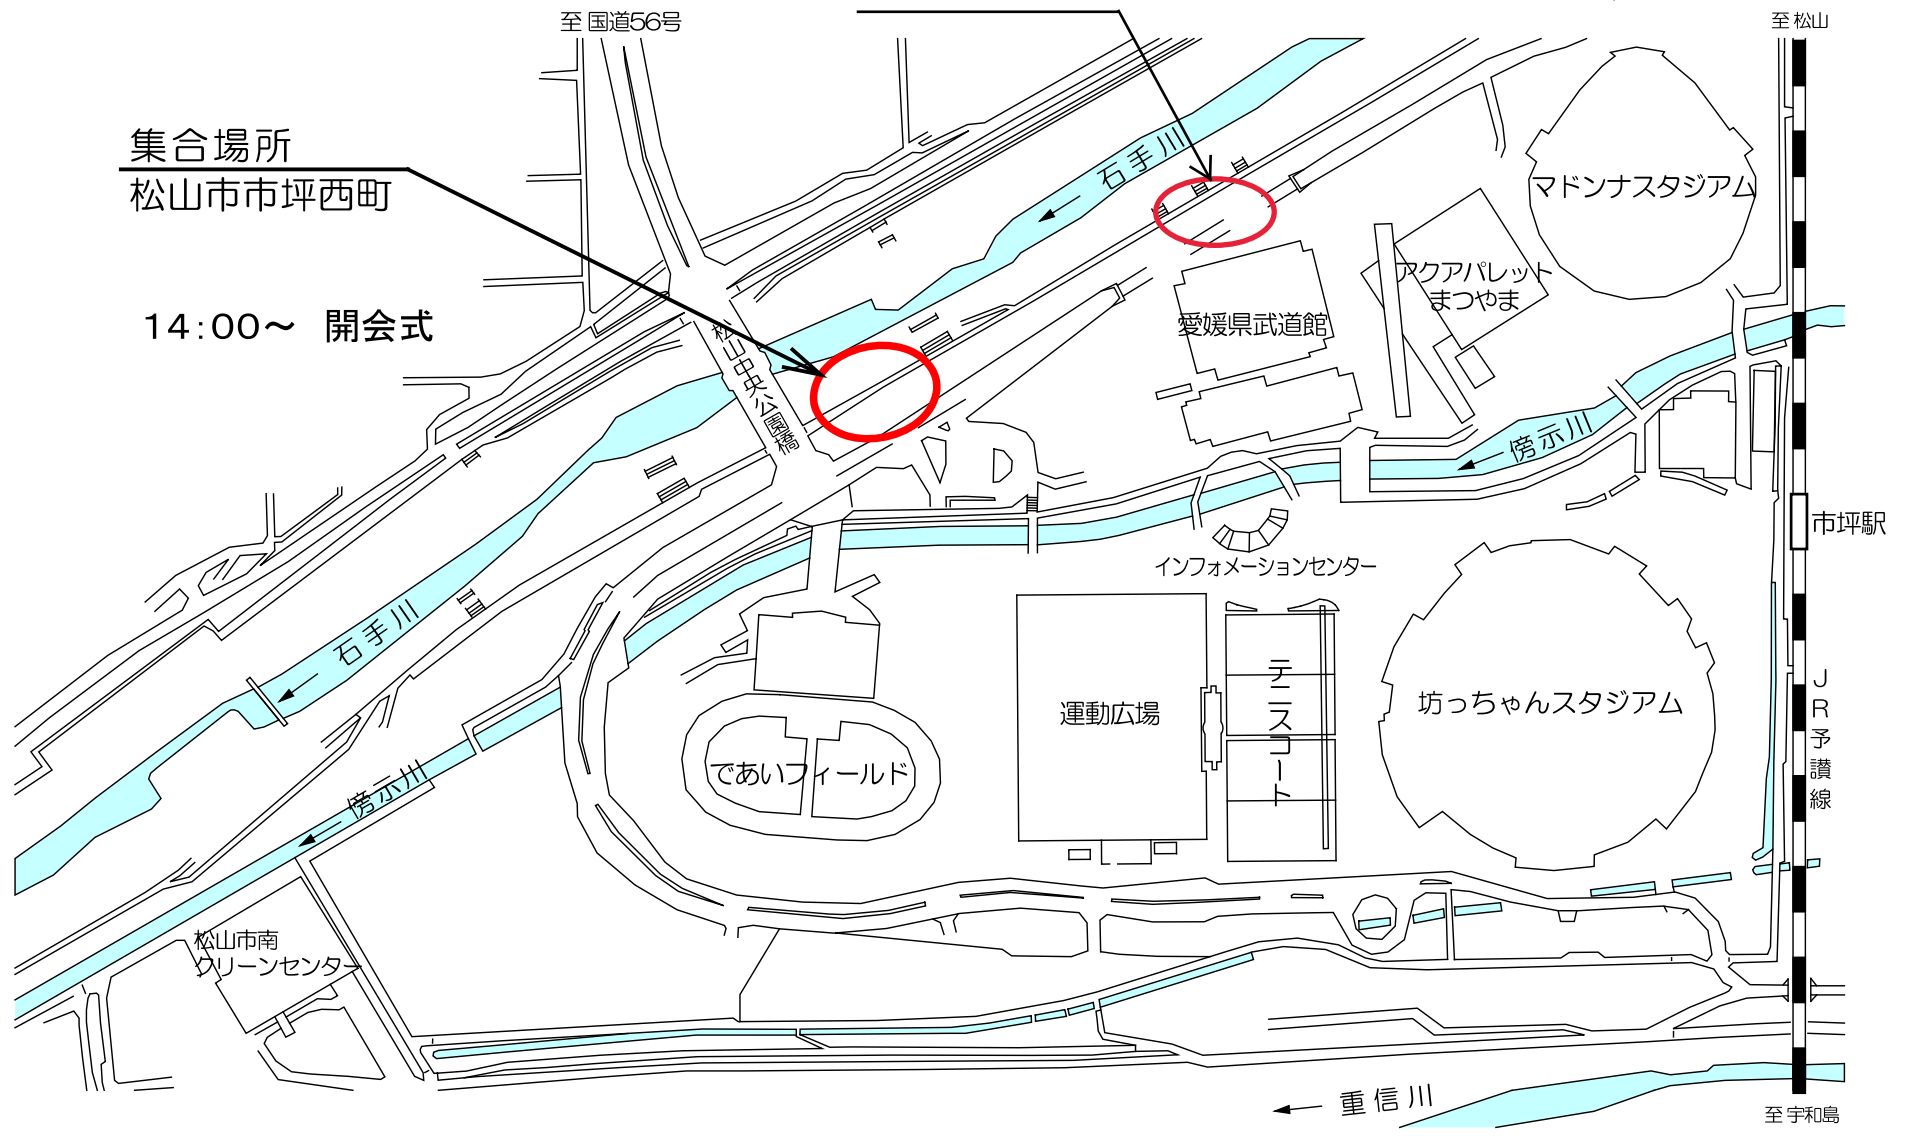 至 国道56号
至 松山
集合場所
松山市市坪西町
石手川
マドンナスタジアム
アクアパレット
まつやま
14:00～ 開会式
愛媛県武道館
松山中央公園橋
傍示川
市坪駅
インフォメーションセンター
石手川
テニスコート
JR予讃線
坊っちゃんスタジアム
運動広場
であいフィールド
傍示川
松山市南
クリーンセンター
重信川
至 宇和島